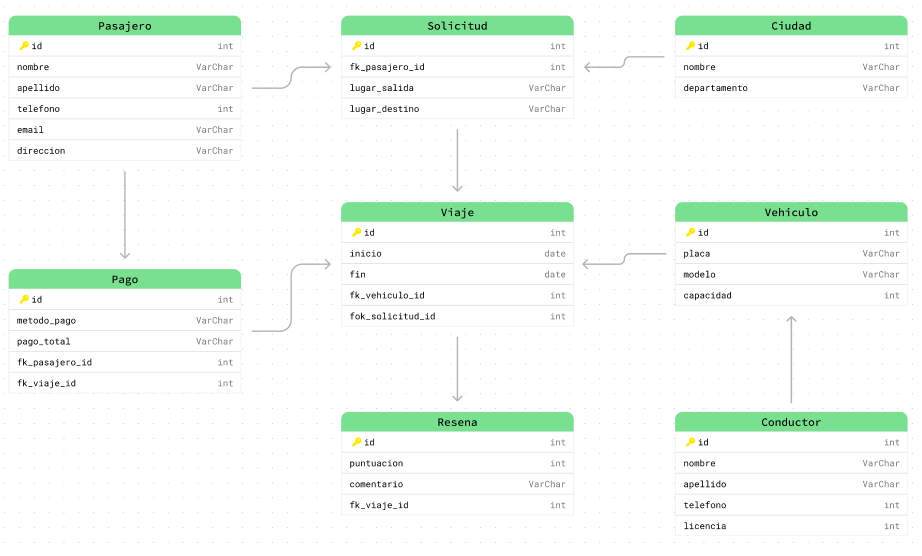 Pasajero
id int
nombre VarChar
apellido VarChar
telefono int
email VarChar
direccion VarChar
Solicitud
id int
fk_pasajero_id int
lugar_salida VarChar
lugar_destino VarChar
Ciudad
id int
nombre VarChar
departamento VarChar
Viaje
id int
inicio date
fin date
fk_vehiculo_id int
fok_solicitud_id int
Vehiculo
id int
placa VarChar
modelo VarChar
capacidad int
Pago
id int
metodo_pago VarChar
pago_total VarChar
fk_pasajero_id int
fk_viaje_id int
Resena
id int
puntuacion int
comentario VarChar
fk_viaje_id int
Conductor
id int
nombre VarChar
apellido VarChar
telefono int
licencia int